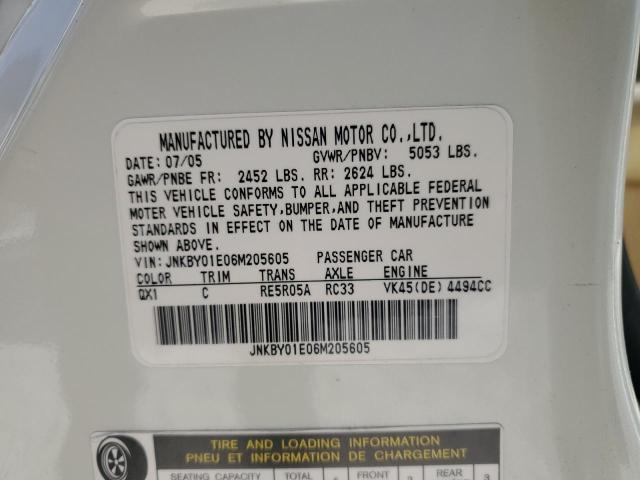 MANUFACTURED BY NISSAN MOTOR CO.,LTD.
DATE: 07/05 GVWR/PNBV: 5053 LBS.
GAWR/PNBE FR: 2452 LBS. RR: 2624 LBS.
THIS VEHICLE CONFORMS TO ALL APPLICABLE FEDERAL
MOTOR VEHICLE SAFETY,BUMPER,AND THEFT PREVENTION
STANDARDS IN EFFECT ON THE DATE OF MANUFACTURE
SHOWN ABOVE.
VIN: JNKBY01E06M205605 PASSENGER CAR
COLOR TRIM TRANS AXLE ENGINE
QX1 C RE5R05A RC33 VK45(DE) 4494CC
JNKBY01E06M205605
TIRE AND LOADING INFORMATION
PNEU ET INFORMATION DE CHARGEMENT
SEATING CAPACITY TOTAL FRONT REAR